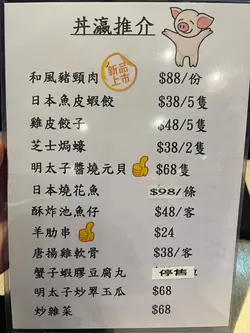 丼瀛推介
新品上市
和風豬頸肉 $88/份
日本魚皮蝦餃 $38/5隻
雞皮餃子 $48/5隻
芝士焗蠔 $38/2隻
明太子醬燒元貝 $68隻
日本燒花魚 $98/條
酥炸池魚仔 $48/客
羊肋串 $24
唐揚雞軟骨 $38/客
蟹子蝦膠豆腐丸 停售
明太子炒翠玉瓜 $68
炒雜菜 $68